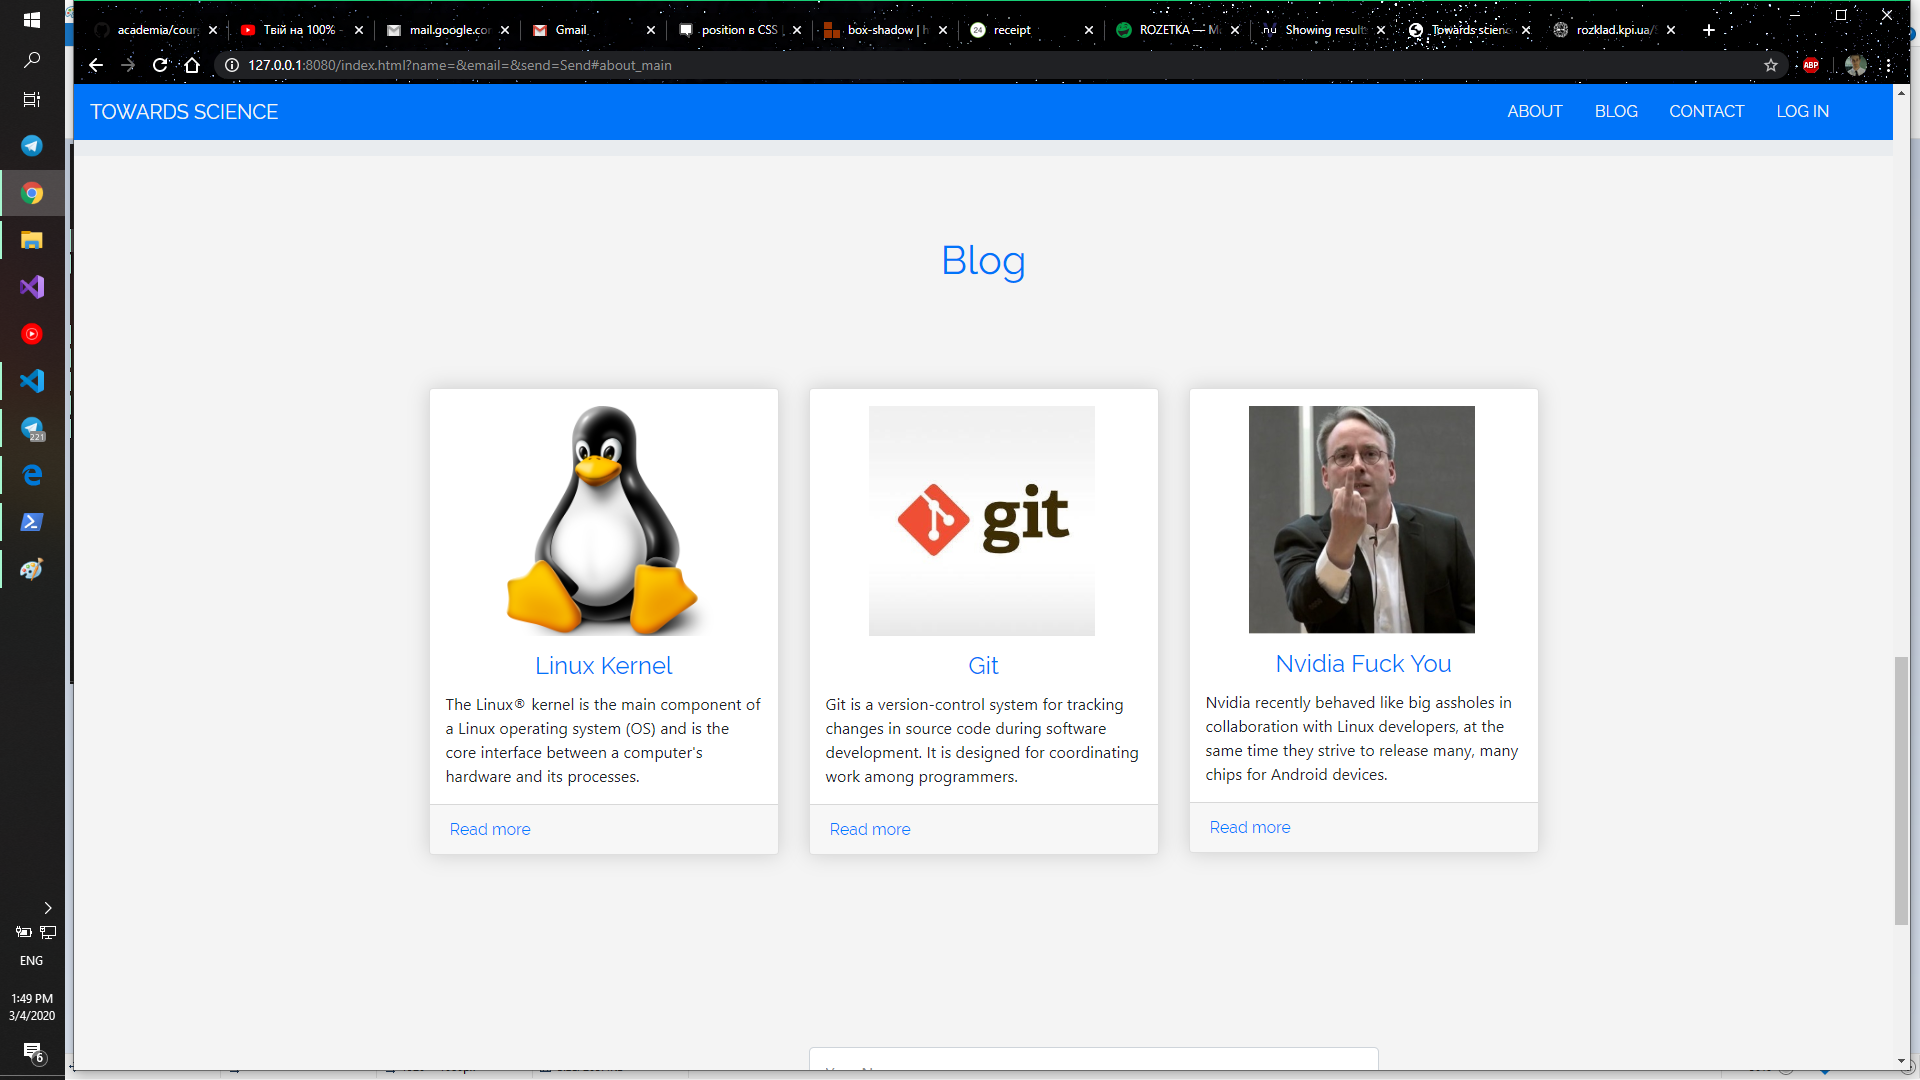 academia/cour
Твій на 100% -
mail.google.co
Gmail
position в CSS
box-shadow | h
24
receipt
ROZETKA — М
Showing result
Towards scienc
rozklad.kpi.ua/
127.0.0.1:8080/index.html?name=&email=&send=Send#about_main
ABP
TOWARDS SCIENCE
ABOUT
BLOG
CONTACT
LOG IN
Blog
git
Linux Kernel
The Linux® kernel is the main component of
a Linux operating system (OS) and is the
core interface between a computer's
hardware and its processes.
Read more
Git
Git is a version-control system for tracking
changes in source code during software
development. It is designed for coordinating
work among programmers.
Read more
Nvidia Fuck You
Nvidia recently behaved like big assholes in
collaboration with Linux developers, at the
same time they strive to release many, many
chips for Android devices.
Read more
221
ENG
1:49 PM
3/4/2020
6